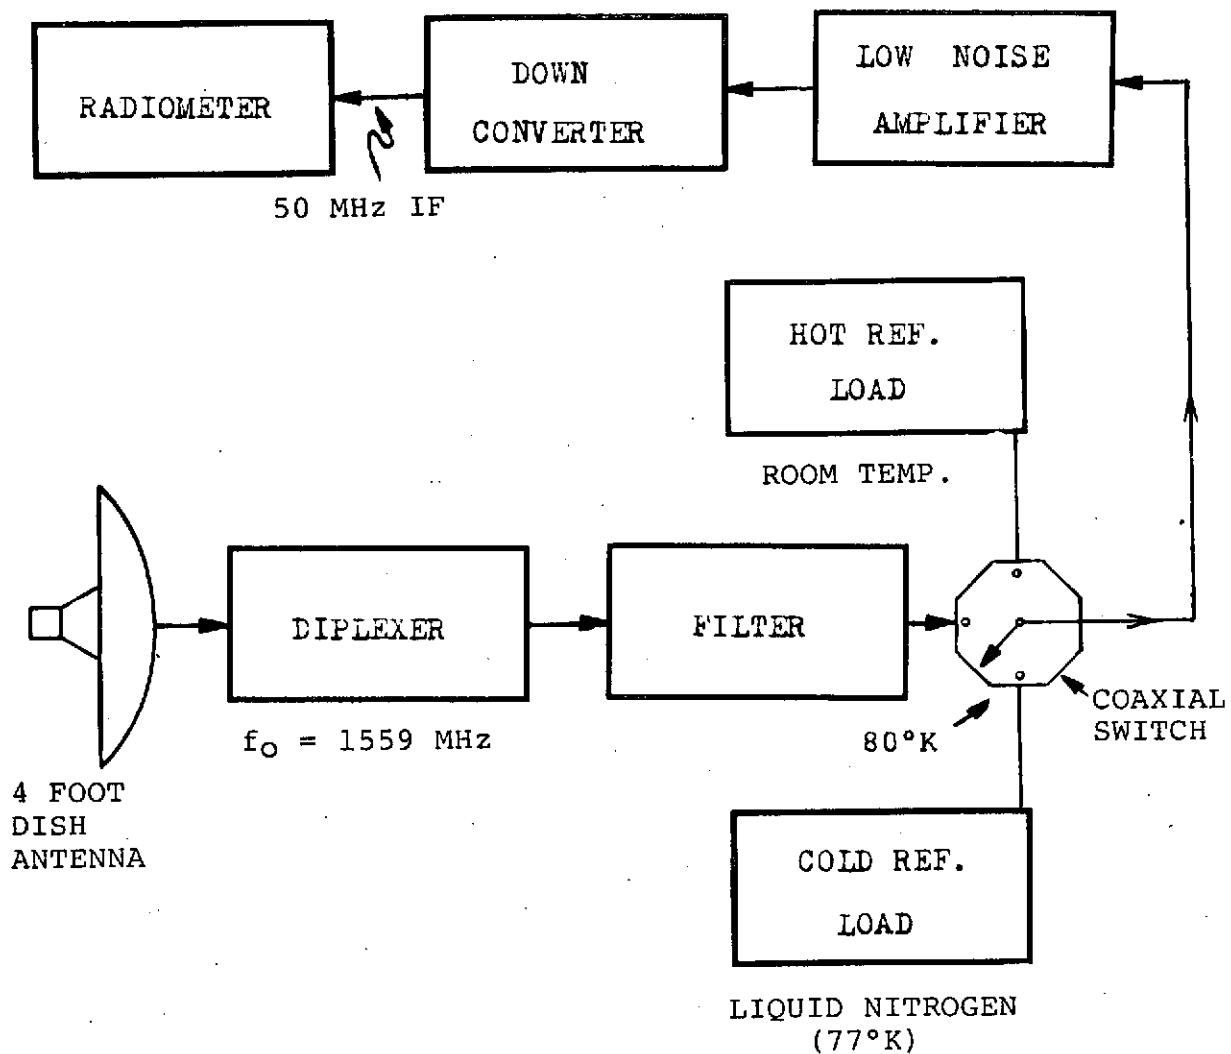 RADIOMETER
DOWN
CONVERTER
LOW NOISE
AMPLIFIER
50 MHz IF
HOT REF.
LOAD
ROOM TEMP.
DIPLEXER
FILTER
f₀ = 1559 MHz
80°K
COAXIAL
SWITCH
4 FOOT
DISH
ANTENNA
COLD REF.
LOAD
LIQUID NITROGEN
(77°K)